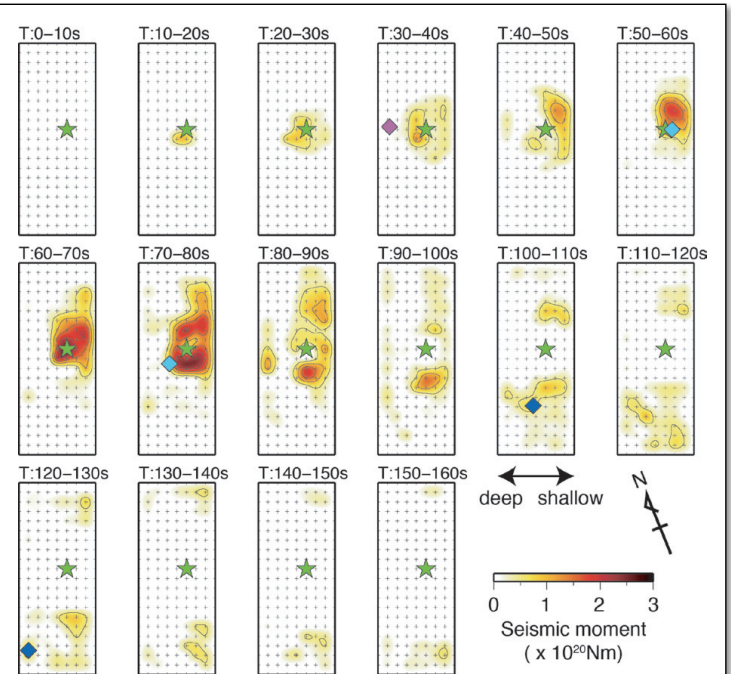 T:0–10s T:10–20s T:20–30s T:30–40s T:40–50s T:50–60s
T:60–70s T:70–80s T:80–90s T:90–100s T:100–110s T:110–120s
T:120–130s T:130–140s T:140–150s T:150–160s
deep shallow
N
0 1 2 3
Seismic moment
( x 10²⁰Nm)